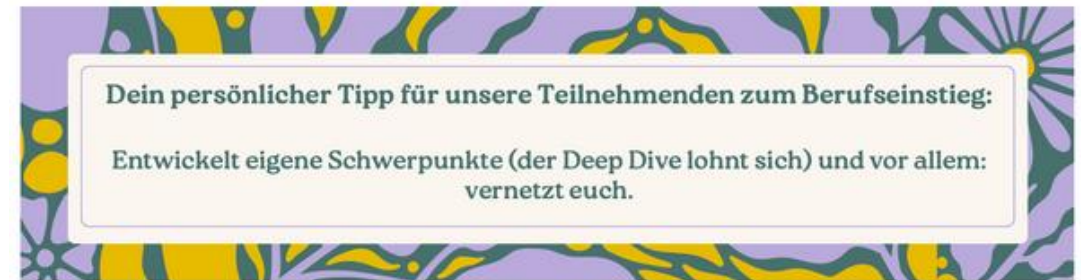 Dein persönlicher Tipp für unsere Teilnehmenden zum Berufseinstieg:
Entwickelt eigene Schwerpunkte (der Deep Dive lohnt sich) und vor allem:
vernetzt euch.